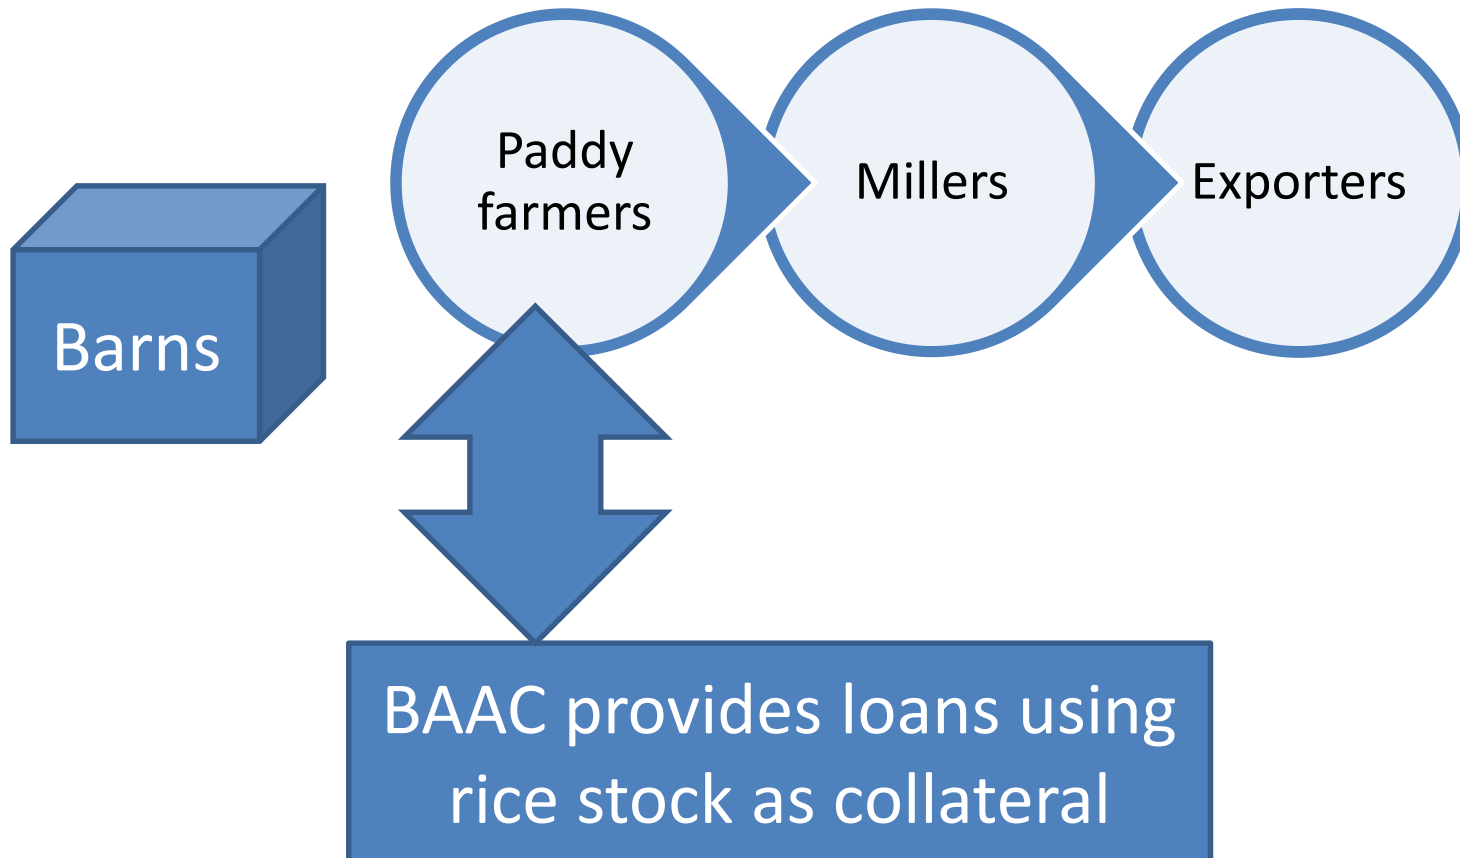 Paddy
farmers
Millers
Exporters
Barns
BAAC provides loans using
rice stock as collateral